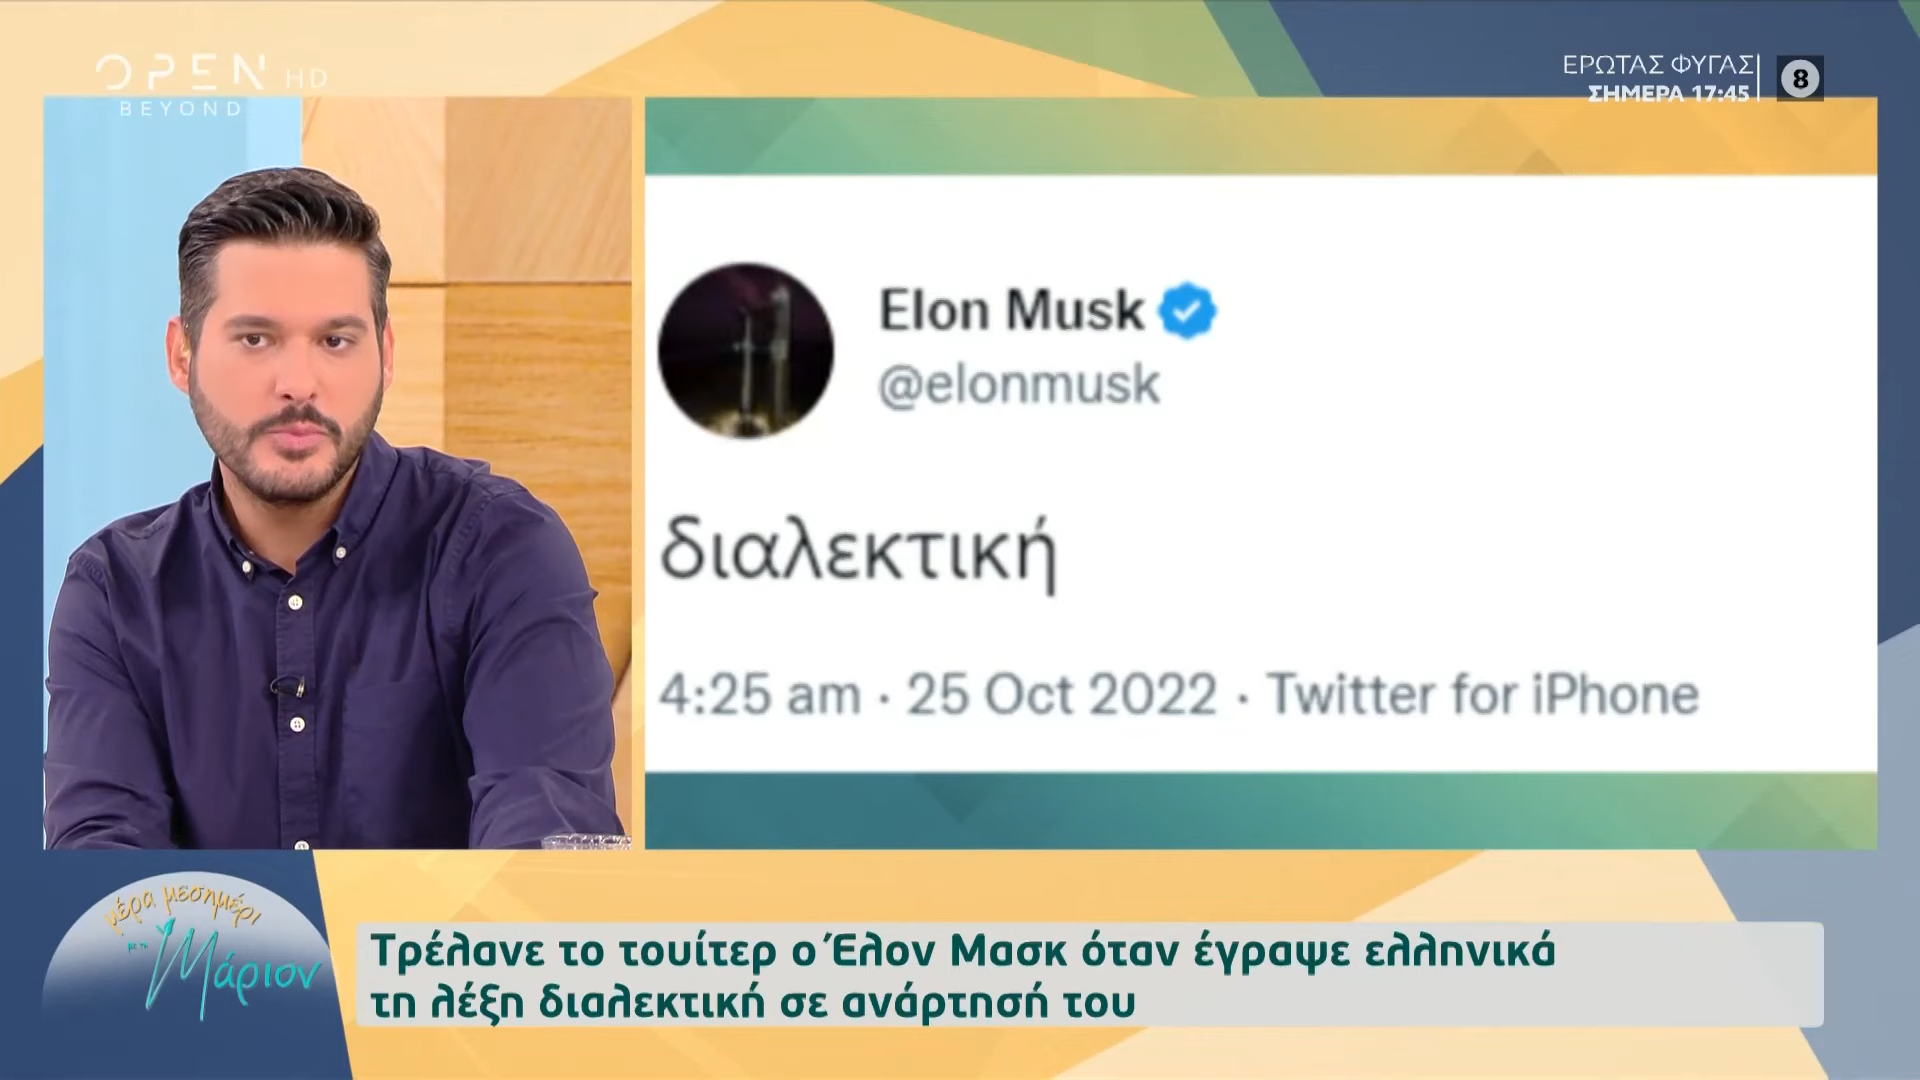 OPEN HD
BEYOND
ΕΡΩΤΑΣ ΦΥΓΑΣ
ΣΗΜΕΡΑ 17:45
8
Elon Musk
@elonmusk
διαλεκτική
4:25 am · 25 Oct 2022 · Twitter for iPhone
μέρα μεσημέρι
με τη
Μάριον
Τρέλανε το τουίτερ ο Έλον Μασκ όταν έγραψε ελληνικά
τη λέξη διαλεκτική σε ανάρτησή του